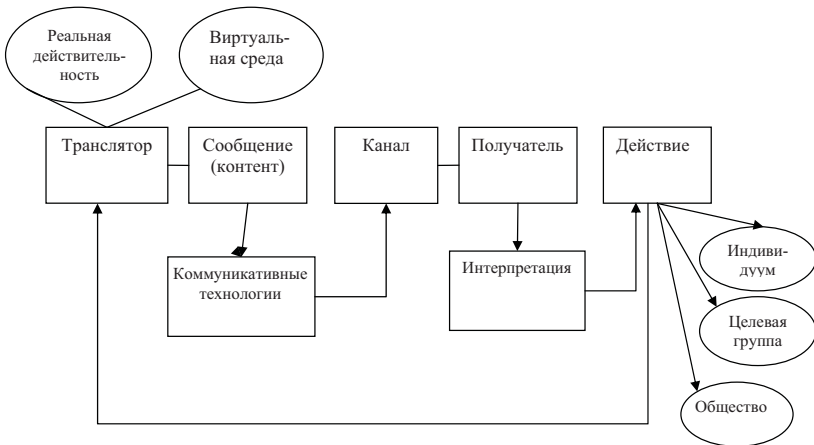 Реальная
действитель-
ность
Виртуаль-
ная среда
Транслятор
Сообщение
(контент)
Канал
Получатель
Действие
Коммуникативные
технологии
Интерпретация
Индиви-
дуум
Целевая
группа
Общество